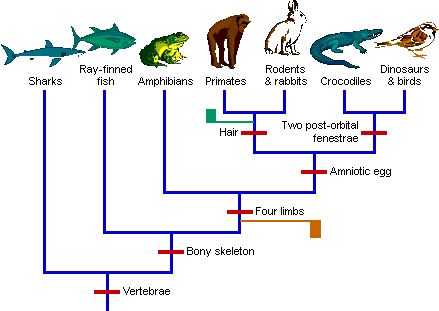 Sharks
Ray-finned
fish
Amphibians
Primates
Rodents
& rabbits
Crocodiles
Dinosaurs
& birds
Hair
Two post-orbital
fenestrae
Amniotic egg
Four limbs
Bony skeleton
Vertebrae